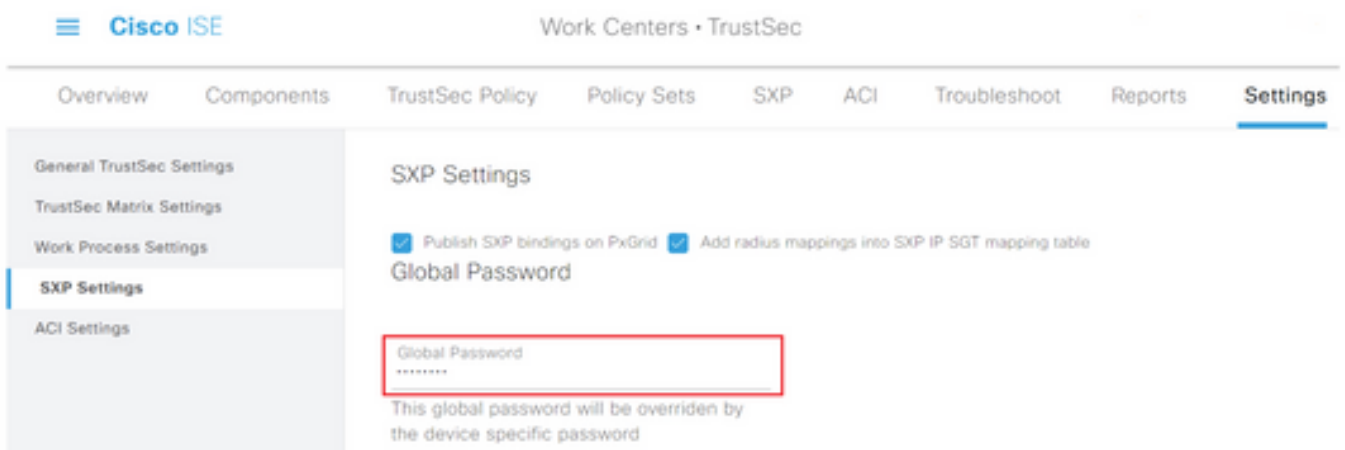 Cisco ISE
Work Centers • TrustSec
Overview Components TrustSec Policy Policy Sets SXP ACI Troubleshoot Reports Settings
General TrustSec Settings
TrustSec Matrix Settings
Work Process Settings
SXP Settings
ACI Settings
SXP Settings
Publish SXP bindings on PxGrid Add radius mappings into SXP IP SGT mapping table
Global Password
Global Password
••••••••
This global password will be overriden by
the device specific password